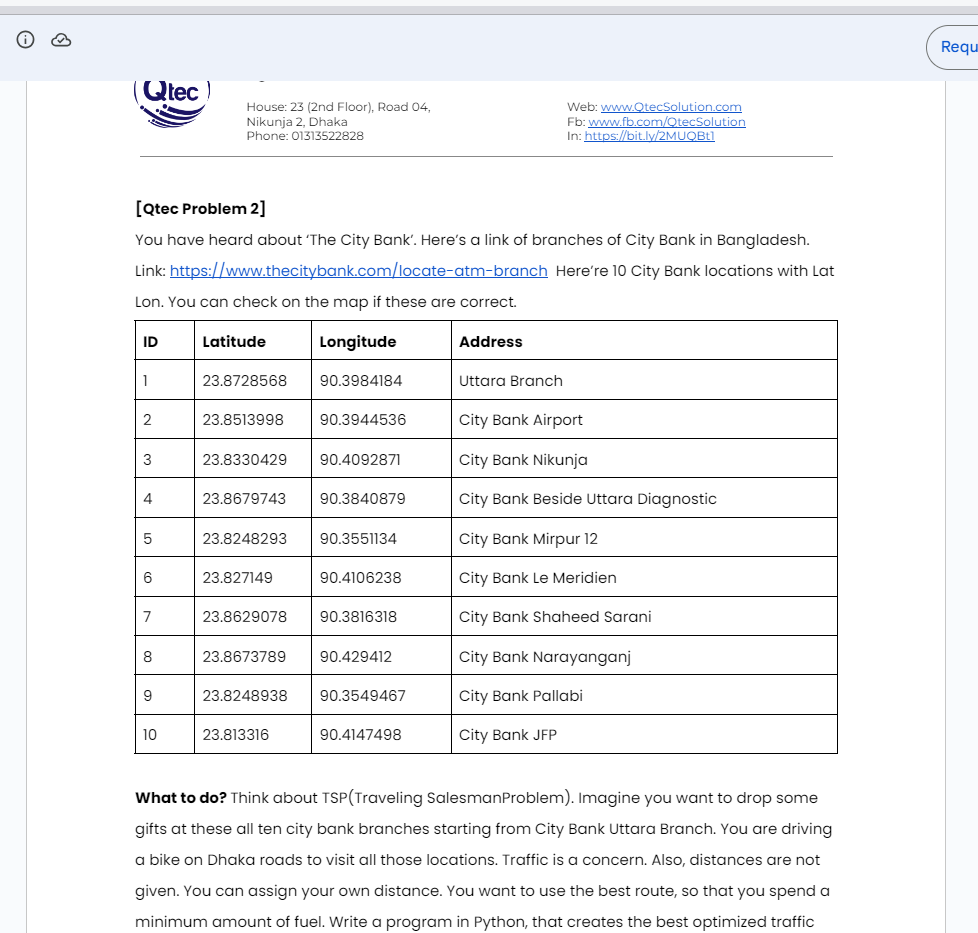 Requ
Qtec
House: 23 (2nd Floor), Road 04,
Nikunja 2, Dhaka
Phone: 01313522828
Web: www.QtecSolution.com
Fb: www.fb.com/QtecSolution
In: https://bit.ly/2MUQBt1
[Qtec Problem 2]
You have heard about ‘The City Bank’. Here’s a link of branches of City Bank in Bangladesh.
Link: https://www.thecitybank.com/locate-atm-branch Here’re 10 City Bank locations with Lat
Lon. You can check on the map if these are correct.
ID Latitude Longitude Address
1 23.8728568 90.3984184 Uttara Branch
2 23.8513998 90.3944536 City Bank Airport
3 23.8330429 90.4092871 City Bank Nikunja
4 23.8679743 90.3840879 City Bank Beside Uttara Diagnostic
5 23.8248293 90.3551134 City Bank Mirpur 12
6 23.827149 90.4106238 City Bank Le Meridien
7 23.8629078 90.3816318 City Bank Shaheed Sarani
8 23.8673789 90.429412 City Bank Narayanganj
9 23.8248938 90.3549467 City Bank Pallabi
10 23.813316 90.4147498 City Bank JFP
What to do? Think about TSP(Traveling SalesmanProblem). Imagine you want to drop some
gifts at these all ten city bank branches starting from City Bank Uttara Branch. You are driving
a bike on Dhaka roads to visit all those locations. Traffic is a concern. Also, distances are not
given. You can assign your own distance. You want to use the best route, so that you spend a
minimum amount of fuel. Write a program in Python, that creates the best optimized traffic